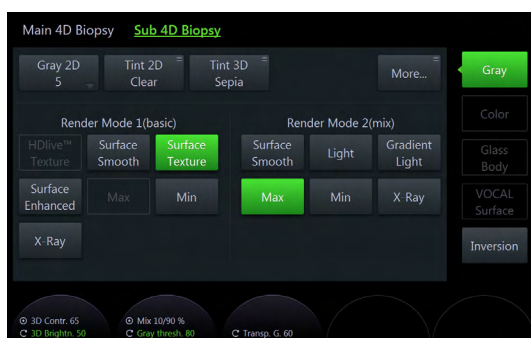 Main 4D Biopsy Sub 4D Biopsy
Gray 2D Tint 2D Tint 3D
5 Clear Sepia More... Gray
Color
Render Mode 1(basic) Render Mode 2(mix)
HDlive™ Surface Surface Surface Light Gradient Glass
Texture Smooth Texture Smooth Light Body
Surface Max Min Max Min X-Ray VOCAL
Enhanced Surface
X-Ray Inversion
3D Contr. 65 Mix 10/90 %
3D Brightn. 50 Gray thresh. 80 Transp. G. 60